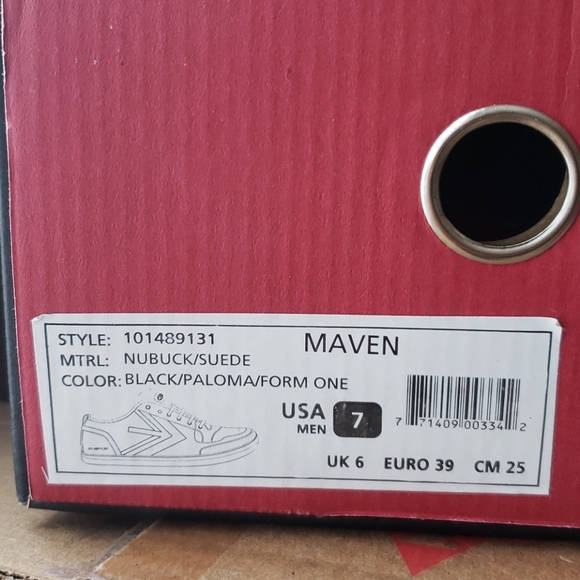 STYLE: 101489131 MAVEN
MTRL: NUBUCK/SUEDE
COLOR: BLACK/PALOMA/FORM ONE
USA MEN 7
7 71409 00334 2
UK 6 EURO 39 CM 25